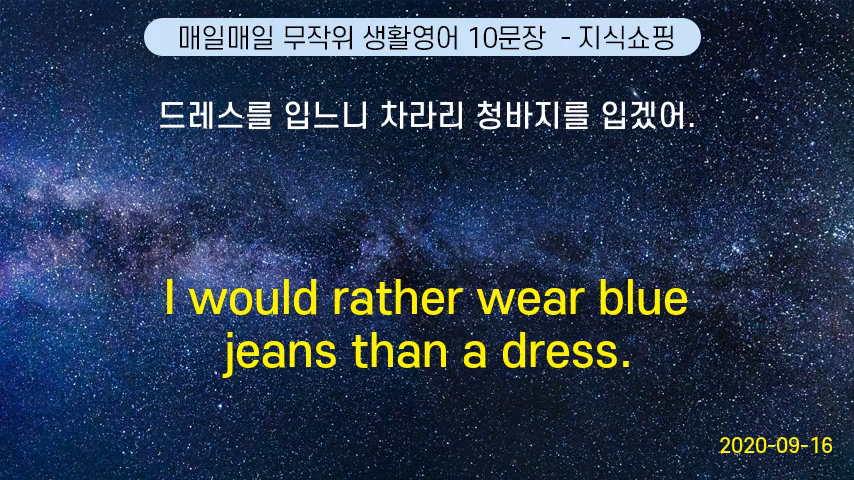 매일매일 무작위 생활영어 10문장 - 지식쇼핑
드레스를 입느니 차라리 청바지를 입겠어.
I would rather wear blue
jeans than a dress.
2020-09-16